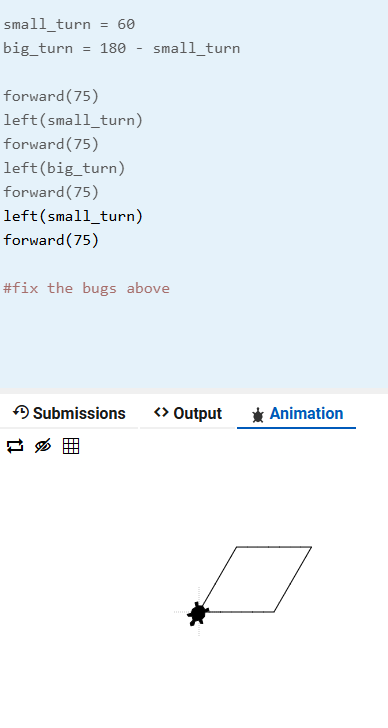 small_turn = 60
big_turn = 180 - small_turn
forward(75)
left(small_turn)
forward(75)
left(big_turn)
forward(75)
left(small_turn)
forward(75)
#fix the bugs above
Submissions <> Output Animation